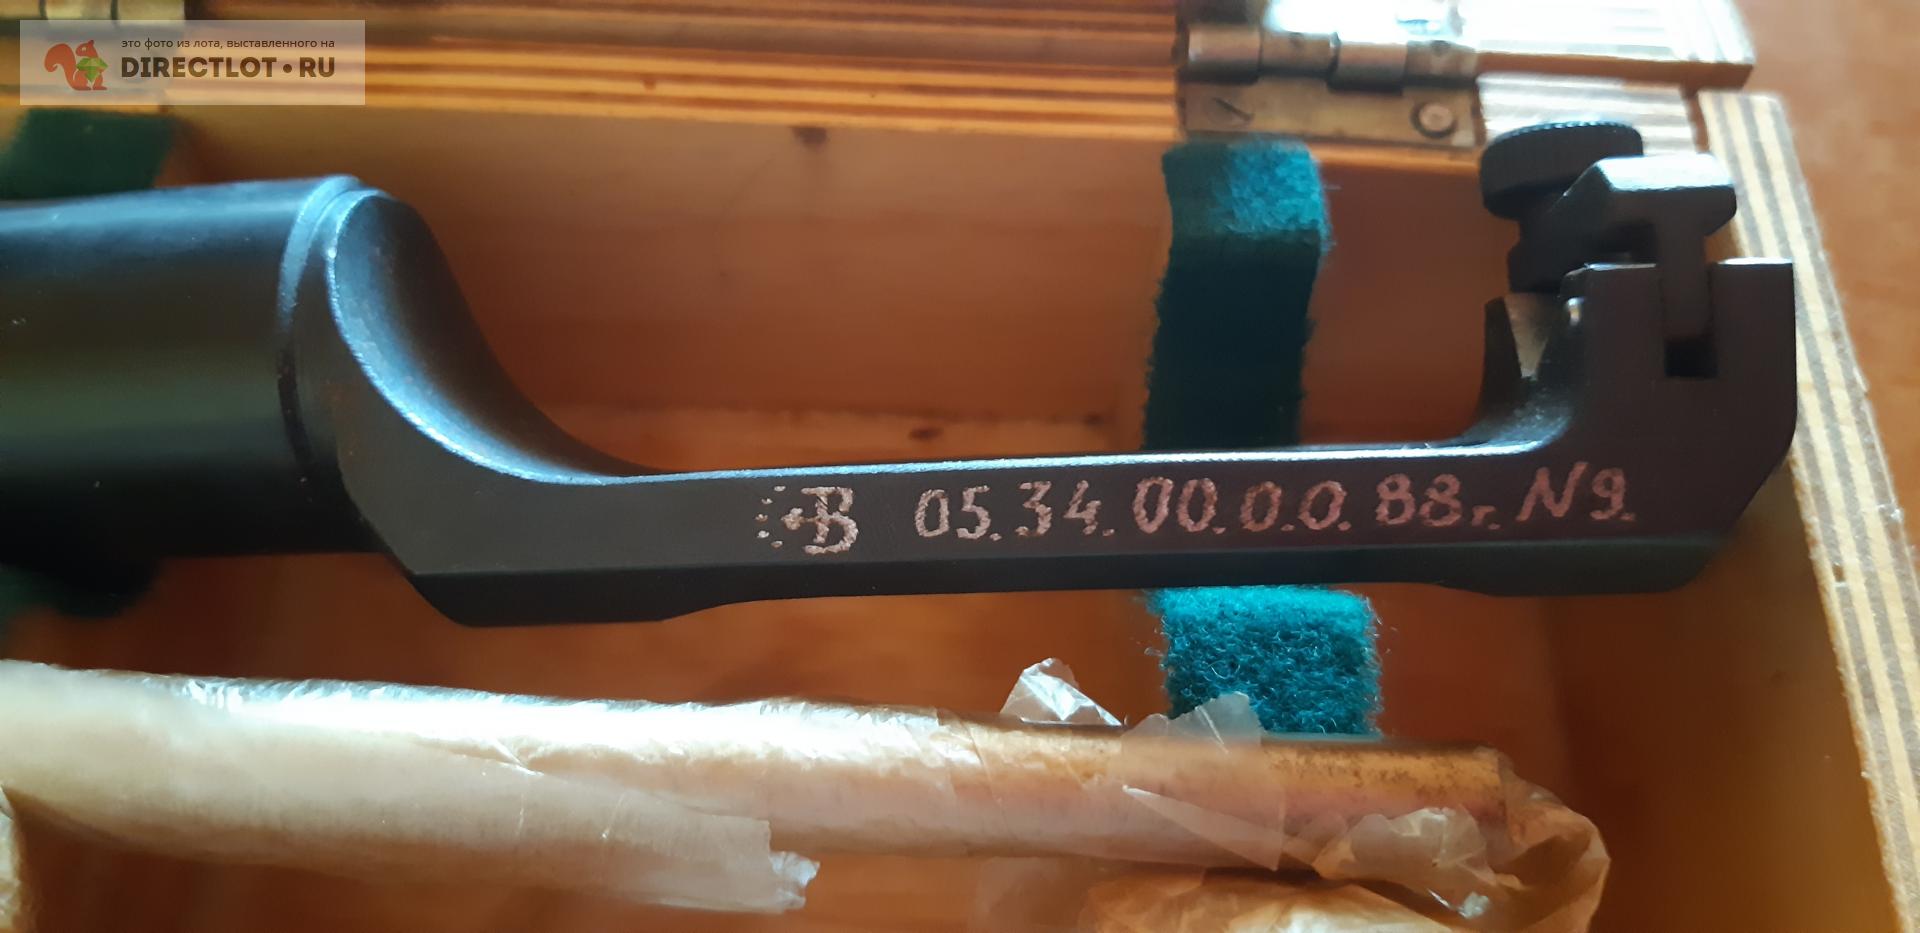 это фото из лота, выставленного на
DIRECTLOT•RU
В 05.34.00.0.0.88г. N9.